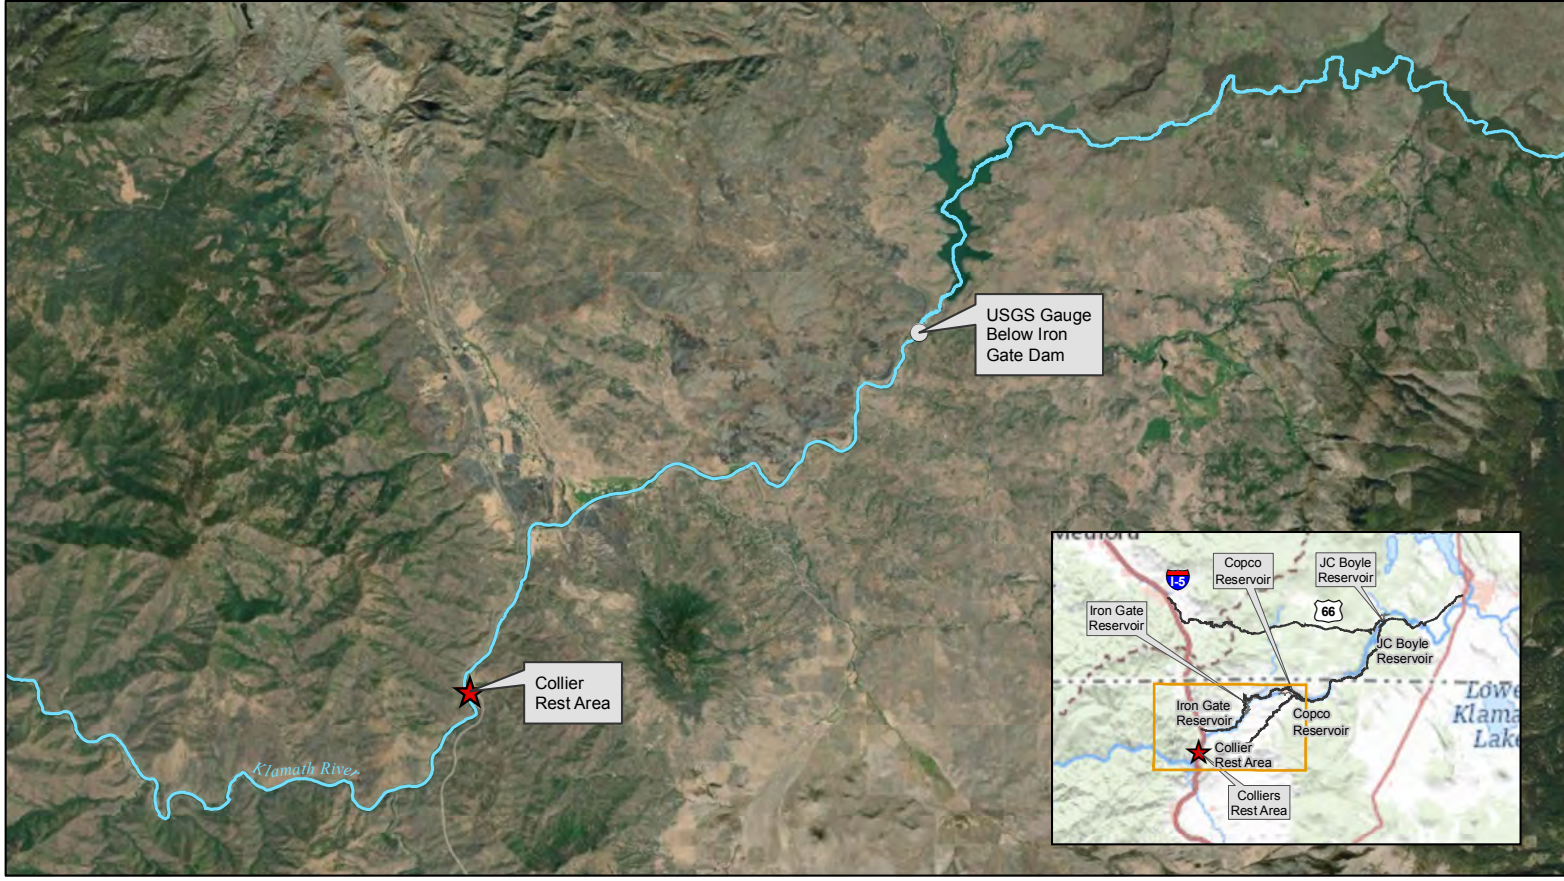 USGS Gauge
Below Iron
Gate Dam
Collier
Rest Area
Klamath River
Medford
I-5
Copco
Reservoir
JC Boyle
Reservoir
66
Iron Gate
Reservoir
JC Boyle
Reservoir
Iron Gate
Reservoir
Copco
Reservoir
Lowe
Klama
Lake
Collier
Rest Area
Colliers
Rest Area